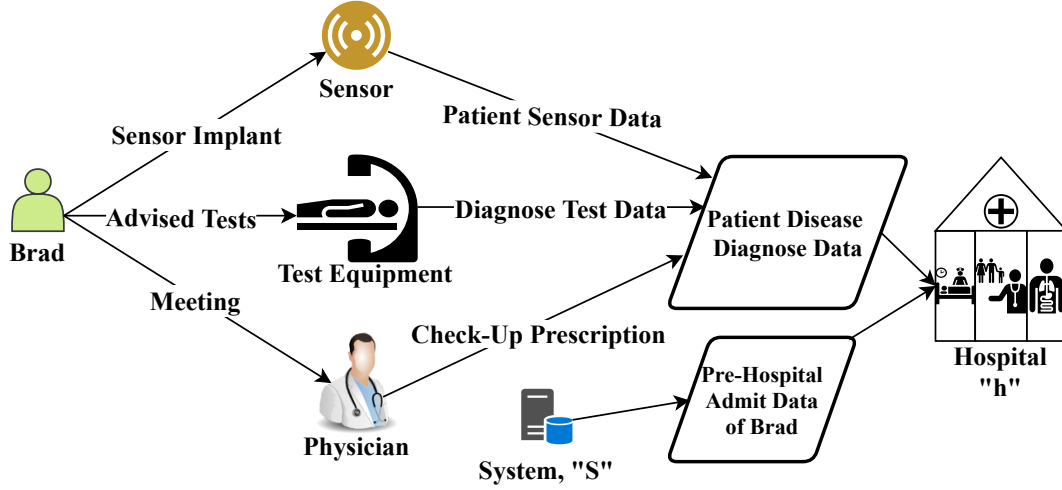 Sensor
Patient Sensor Data
Sensor Implant
Brad
Advised Tests
Test Equipment
Diagnose Test Data
Patient Disease
Diagnose Data
Meeting
Physician
Check-Up Prescription
System, "S"
Pre-Hospital
Admit Data
of Brad
Hospital
"h"